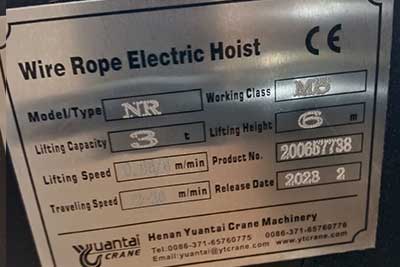 Wire Rope Electric Hoist CE
Model/Type NR Working Class M5
Lifting Capacity 3 t Lifting Height 6 m
Lifting Speed m/min Product No. 200657738
Traveling Speed m/min Release Date 2023 2
Yuantai CRANE
Henan Yuantai Crane Machinery
Tel:0086-371-65760775 0086-371-65760776
Email:yuantai@ytcrane.com www.ytcrane.com